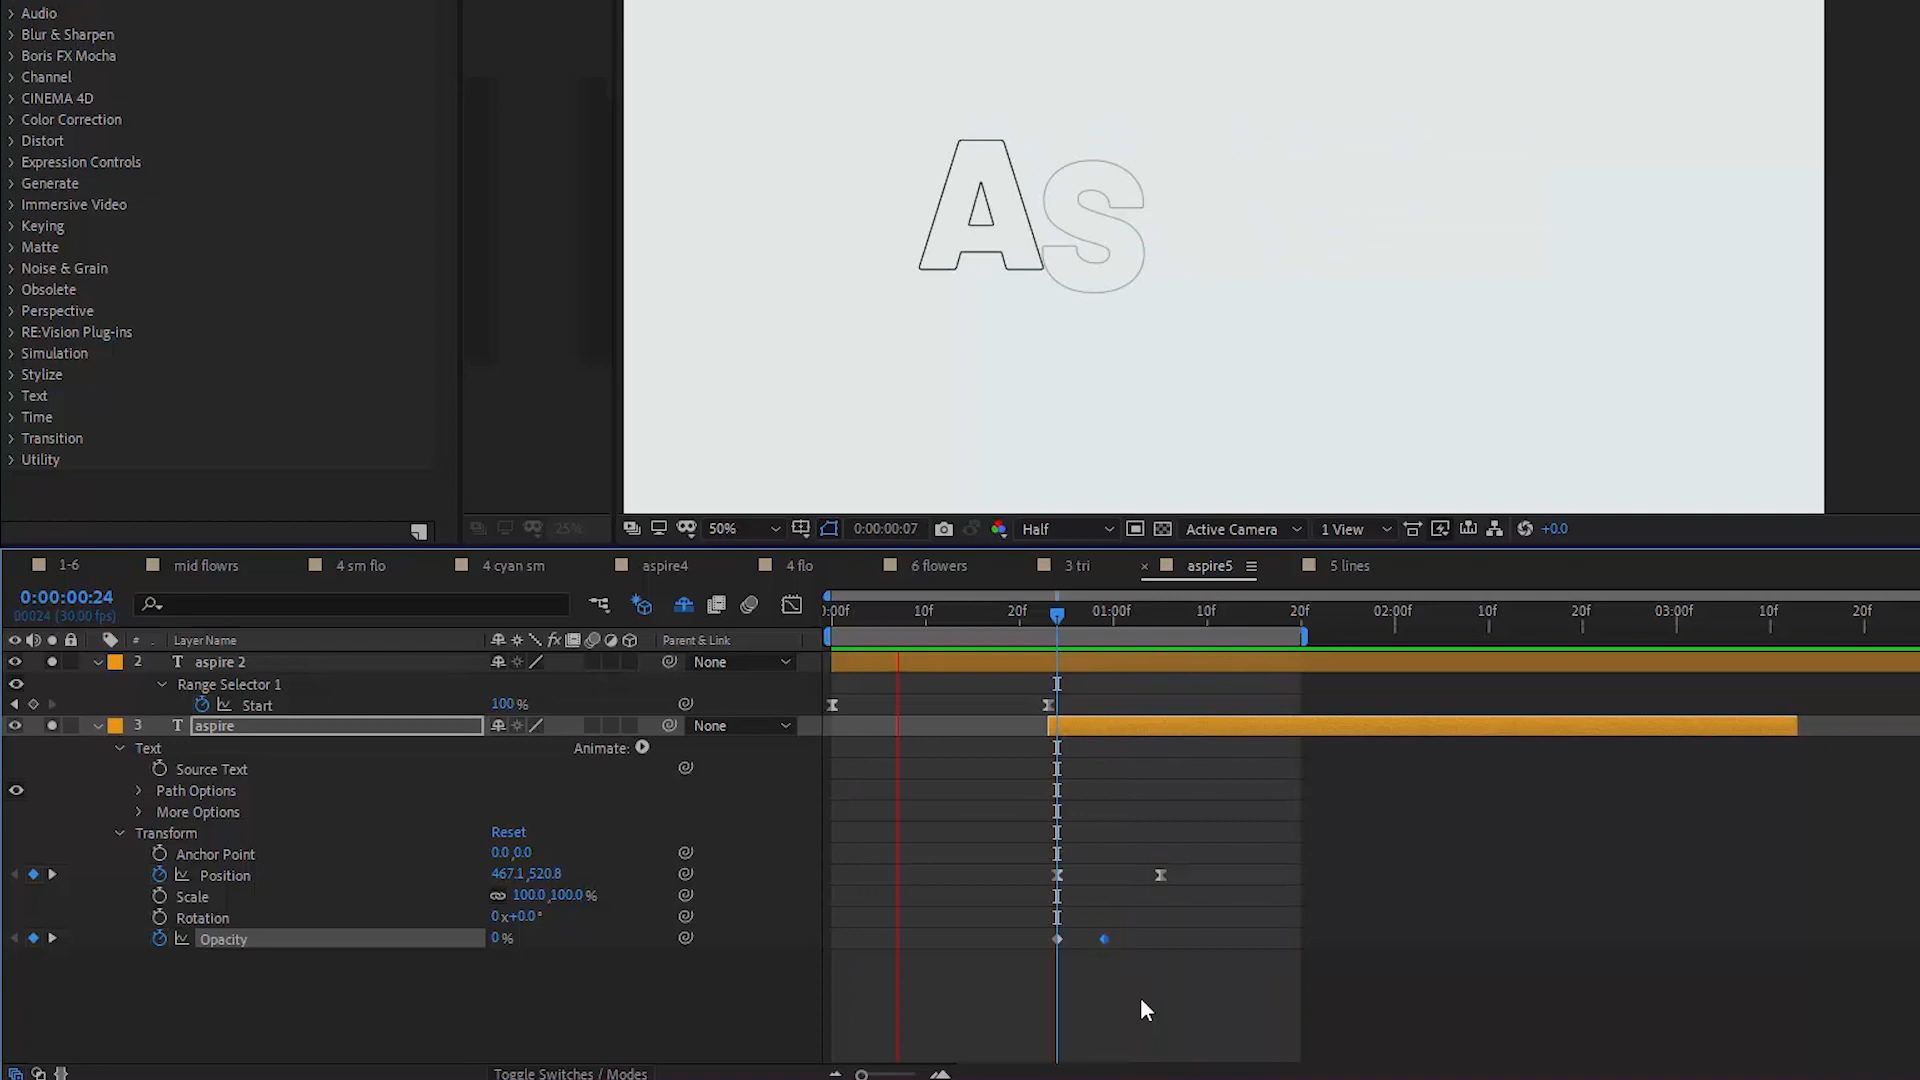 Audio
Blur & Sharpen
Boris FX Mocha
Channel
CINEMA 4D
Color Correction
Distort
Expression Controls
Generate
Immersive Video
Keying
Matte
Noise & Grain
Obsolete
Perspective
RE:Vision Plug-ins
Simulation
Stylize
Text
Time
Transition
Utility
As
25%
50% 0:00:00:07 Half Active Camera 1 View +0.0
1-6 mid flowrs 4 sm flo 4 cyan sm aspire4 4 flo 6 flowers 3 tri aspire5 5 lines
0:00:00:24
00024 (30.00 fps)
0:00f 10f 20f 01:00f 10f 20f 02:00f 10f 20f 03:00f 10f 20f
# Layer Name fx Parent & Link
2 T aspire 2 None
Range Selector 1
Start 100 %
3 T aspire None
Text Animate:
Source Text
Path Options
More Options
Transform Reset
Anchor Point 0.0,0.0
Position 467.1,520.8
Scale 100.0,100.0 %
Rotation 0x+0.0°
Opacity 0 %
Toggle Switches / Modes